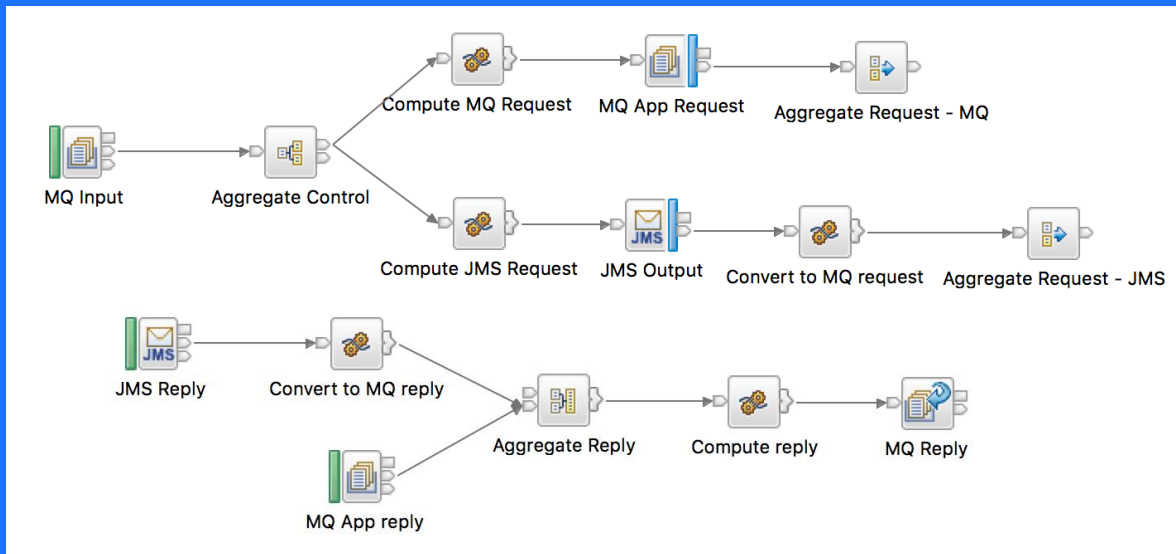 Compute MQ Request
MQ App Request
Aggregate Request - MQ
MQ Input
Aggregate Control
JMS
Compute JMS Request
JMS Output
Convert to MQ request
Aggregate Request - JMS
JMS
JMS Reply
Convert to MQ reply
Aggregate Reply
Compute reply
MQ Reply
MQ App reply